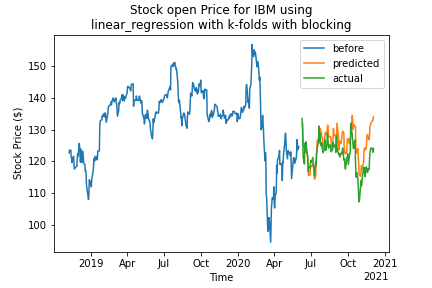 Stock open Price for IBM using
linear_regression with k-folds with blocking
before
predicted
actual
Stock Price ($)
150
140
130
120
110
100
2019
Apr
Jul
Oct
2020
Apr
Jul
Oct
2021
Time
2021